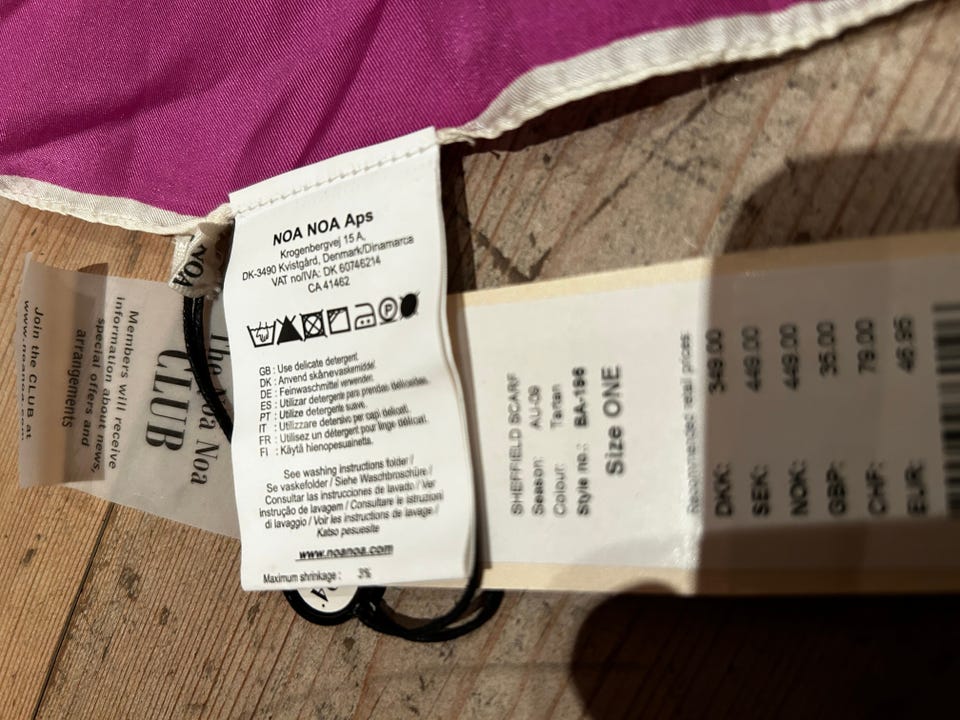 NOA NOA Aps
Krogenbergvej 15 A,
DK-3490 Kvistgård, Denmark/Dinamarca
VAT no/IVA: DK 60746214
CA 41462
P
GB : Use delicate detergent.
DK : Anvend skånevaskemiddel.
DE : Feinwaschmittel verwenden.
ES : Utilizar detergente para prendas delicadas.
PT : Utilize detergente suave.
IT : Utilizzare detersivo per capi delicati.
FR : Utilisez un détergent pour linge délicat.
FI : Käytä hienopesuainetta.
See washing instructions folder /
Se vaskefolder / Siehe Waschbroschüre /
Consultar las instrucciones de lavado / Ver
instrução de lavagem / Consultare le istruzioni
di lavaggio / Voir les instructions de lavage /
Katso pesuesite
www.noanoa.com
Maximum shrinkage : 3%
NOA
The Noa Noa
CLUB
Members will receive
information about news,
special offers and
arrangements
Join the CLUB at
www.noanoa.com
SHEFFIELD SCARF
Season: AU-09
Colour:
Style no.: BA-186
Size ONE
Recommended retail prices:
DKK: 349.00
SEK: 449.00
NOK: 449.00
GBP: 35.00
CHF: 79.00
EUR: 46.95